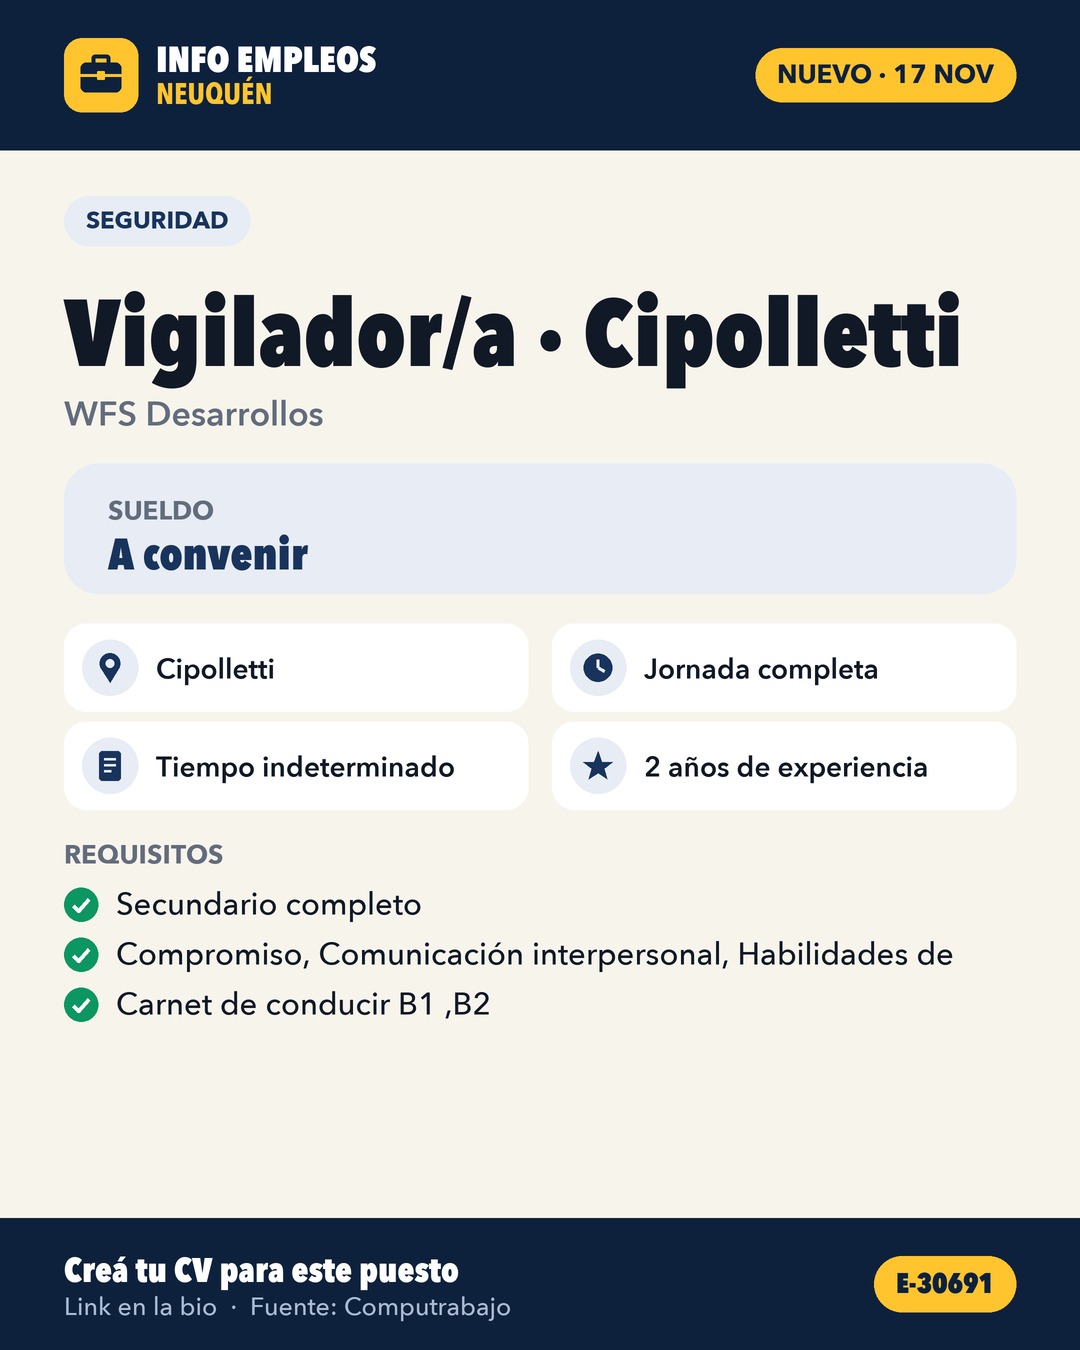 INFO EMPLEOS
NEUQUÉN
NUEVO · 17 NOV
SEGURIDAD
Vigilador/a · Cipolletti
WFS Desarrollos
SUELDO
A convenir
Cipolletti
Jornada completa
Tiempo indeterminado
2 años de experiencia
REQUISITOS
Secundario completo
Compromiso, Comunicación interpersonal, Habilidades de
Carnet de conducir B1 ,B2
Creá tu CV para este puesto
Link en la bio · Fuente: Computrabajo
E-30691